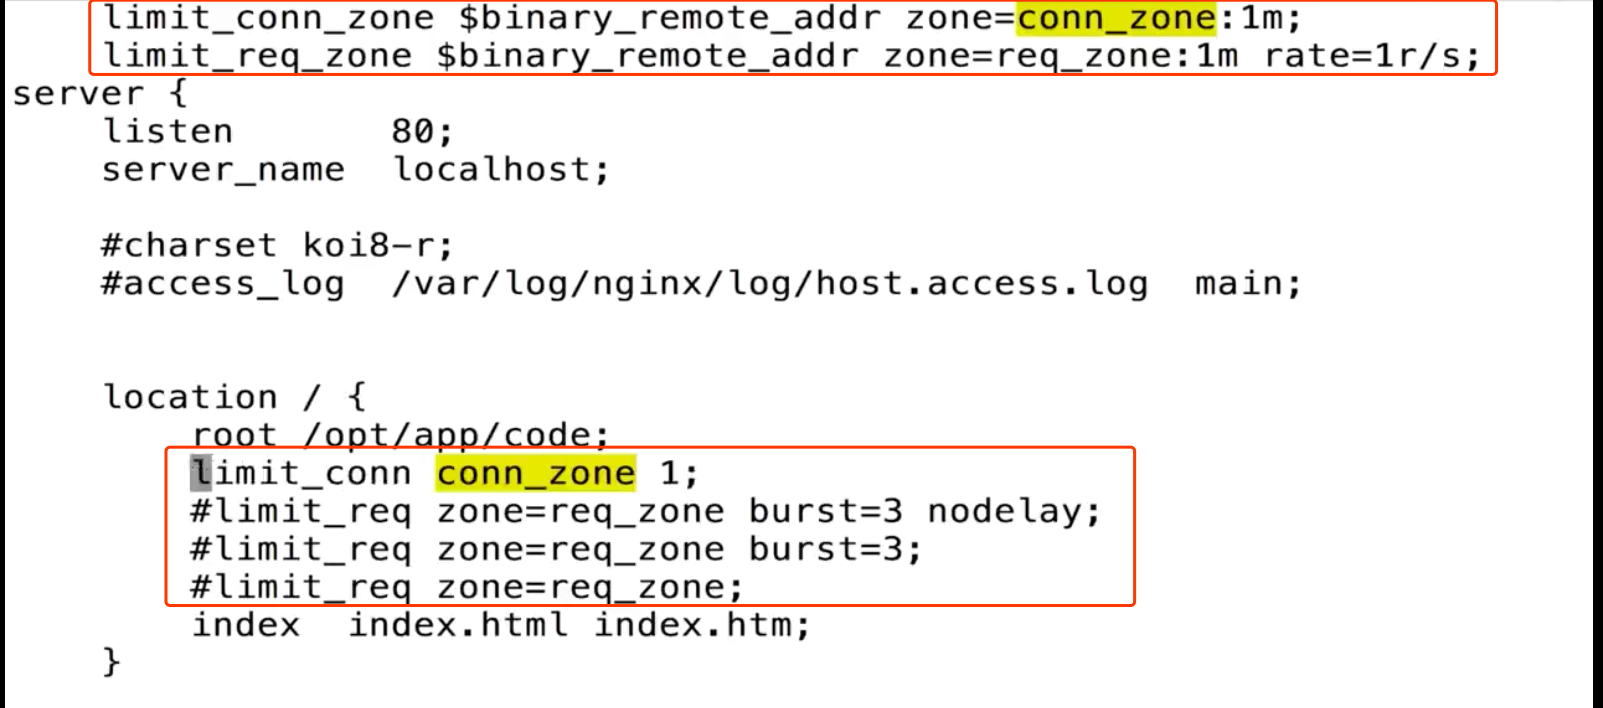 limit_conn_zone $binary_remote_addr zone=conn_zone:1m;
limit_req_zone $binary_remote_addr zone=req_zone:1m rate=1r/s;
server {
listen       80;
server_name  localhost;
#charset koi8-r;
#access_log  /var/log/nginx/log/host.access.log  main;
location / {
root /opt/app/code;
limit_conn conn_zone 1;
#limit_req zone=req_zone burst=3 nodelay;
#limit_req zone=req_zone burst=3;
#limit_req zone=req_zone;
index  index.html index.htm;
}